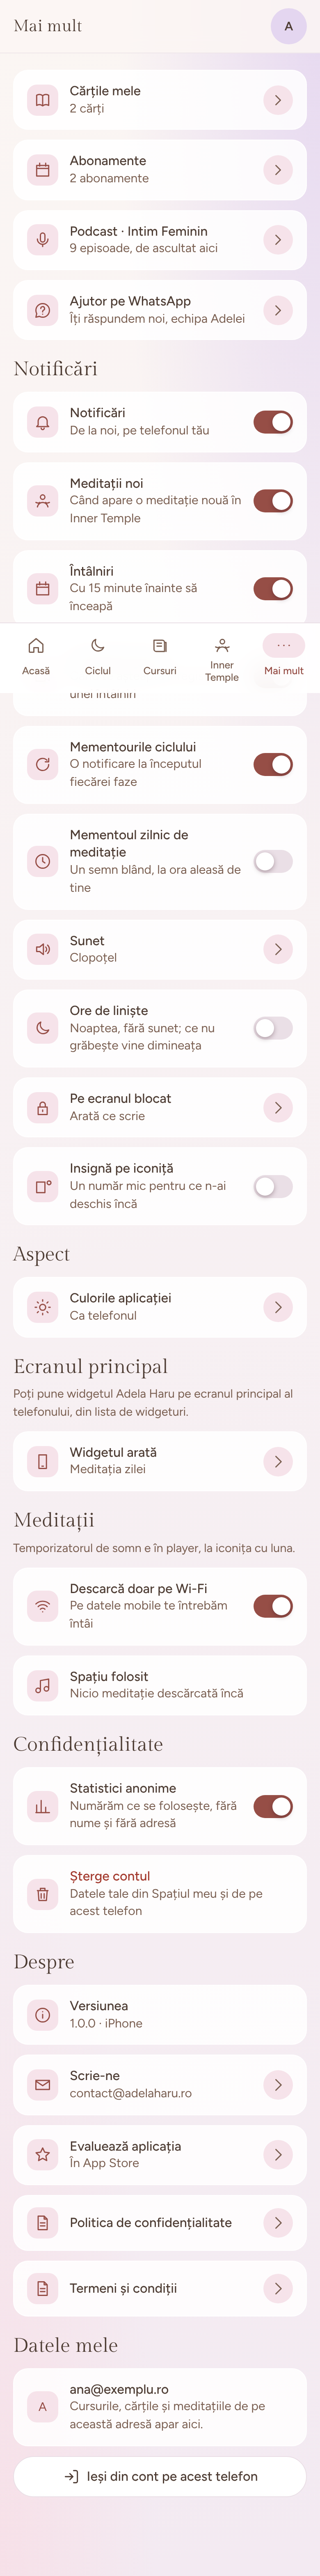 Mai mult
A
Cărțile mele
2 cărți
Abonamente
2 abonamente
Podcast · Intim Feminin
9 episoade, de ascultat aici
Ajutor pe WhatsApp
Îți răspundem noi, echipa Adelei
Notificări
Notificări
De la noi, pe telefonul tău
Meditații noi
Când apare o meditație nouă în
Inner Temple
Întâlniri
Cu 15 minute înainte să
înceapă
Acasă
Ciclul
Cursuri
Inner
Temple
Mai mult
unei întâlniri
Mementourile ciclului
O notificare la începutul
fiecărei faze
Mementoul zilnic de
meditație
Un semn blând, la ora aleasă de
tine
Sunet
Clopoțel
Ore de liniște
Noaptea, fără sunet; ce nu
grăbește vine dimineața
Pe ecranul blocat
Arată ce scrie
Insignă pe iconiță
Un număr mic pentru ce n-ai
deschis încă
Aspect
Culorile aplicației
Ca telefonul
Ecranul principal
Poți pune widgetul Adela Haru pe ecranul principal al
telefonului, din lista de widgeturi.
Widgetul arată
Meditația zilei
Meditații
Temporizatorul de somn e în player, la iconița cu luna.
Descarcă doar pe Wi-Fi
Pe datele mobile te întrebăm
întâi
Spațiu folosit
Nicio meditație descărcată încă
Confidențialitate
Statistici anonime
Numărăm ce se folosește, fără
nume și fără adresă
Șterge contul
Datele tale din Spațiul meu și de pe
acest telefon
Despre
Versiunea
1.0.0 · iPhone
Scrie-ne
contact@adelaharu.ro
Evaluează aplicația
În App Store
Politica de confidențialitate
Termeni și condiții
Datele mele
A
ana@exemplu.ro
Cursurile, cărțile și meditațiile de pe
această adresă apar aici.
Ieși din cont pe acest telefon